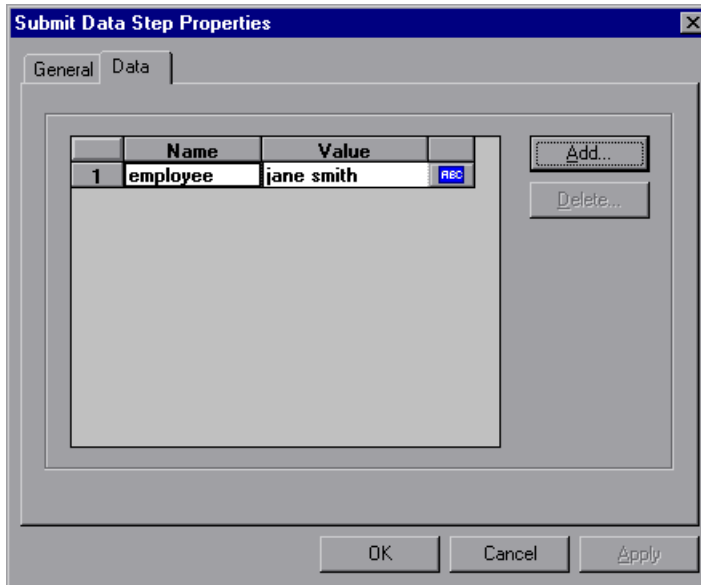 Submit Data Step Properties
General Data
Name Value
1 employee jane smith ABC
Add...
Delete...
OK Cancel Apply